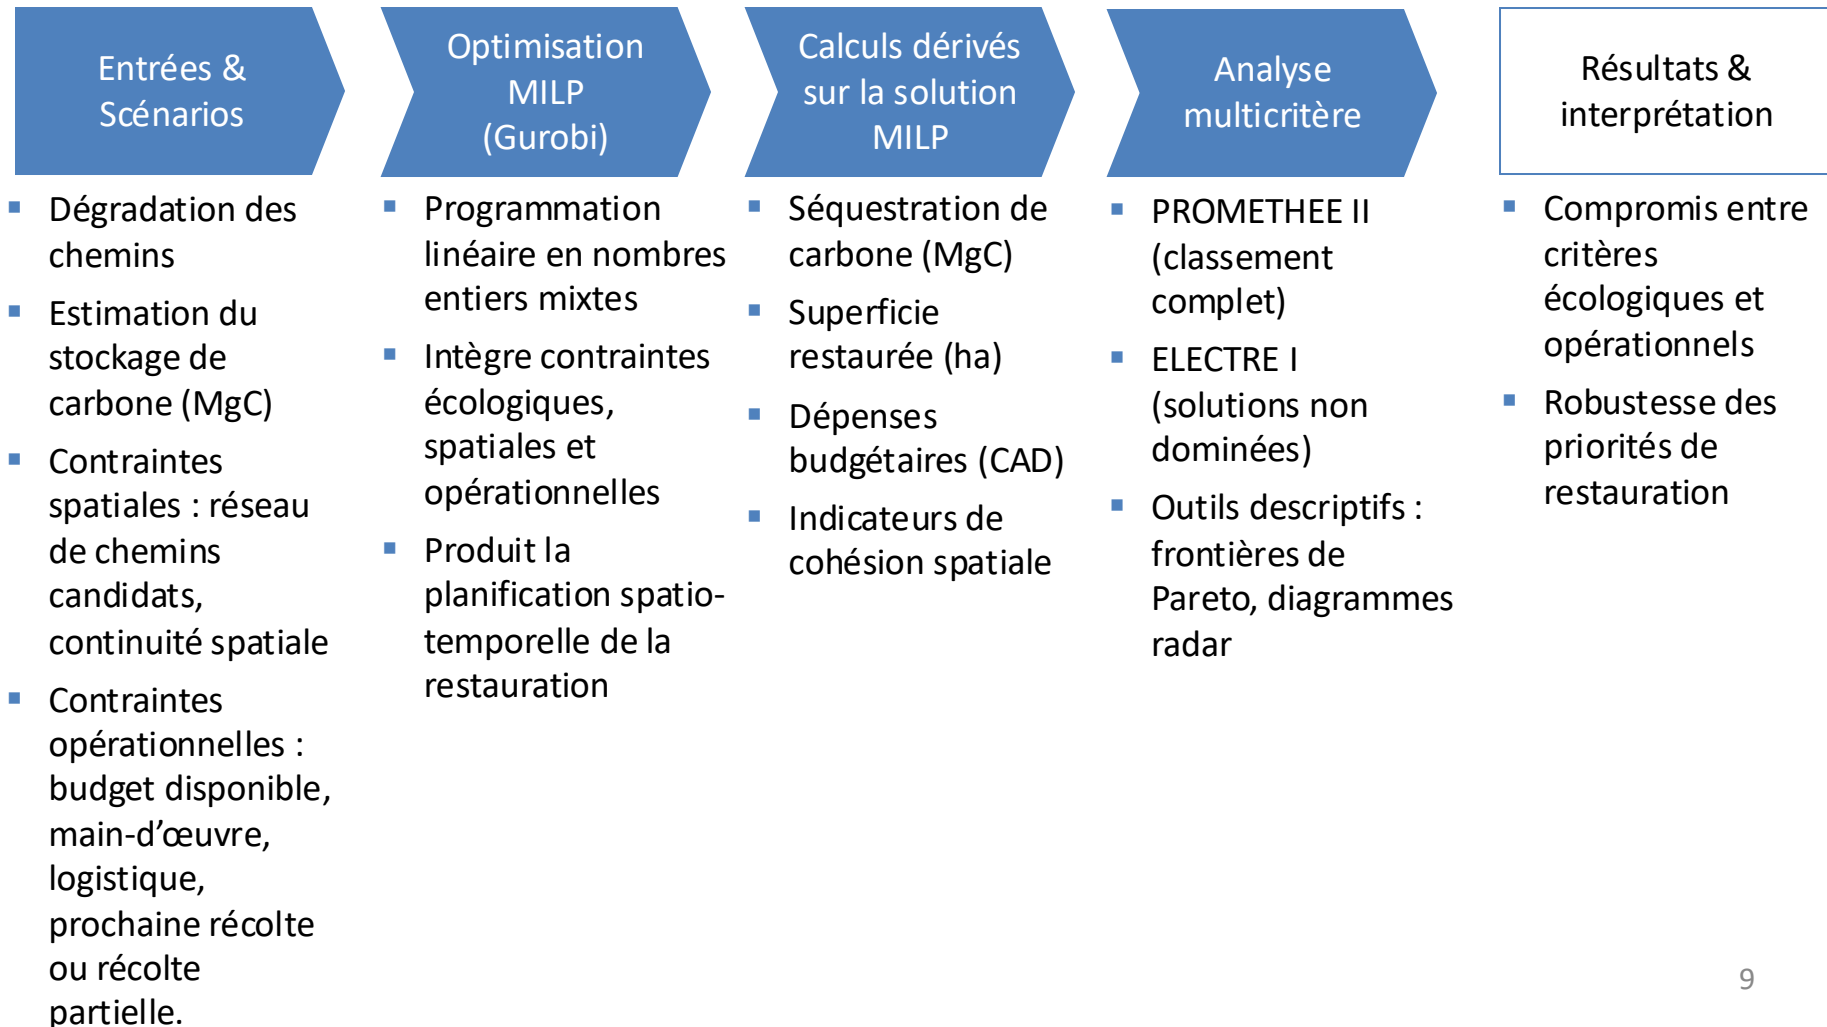 Entrées &
Scénarios
Optimisation
MILP
(Gurobi)
Calculs dérivés
sur la solution
MILP
Analyse
multicritère
Résultats &
interprétation
▪ Dégradation des
chemins
▪ Estimation du
stockage de
carbone (MgC)
▪ Contraintes
spatiales : réseau
de chemins
candidats,
continuité spatiale
▪ Contraintes
opérationnelles :
budget disponible,
main-d’œuvre,
logistique,
prochaine récolte
ou récolte
partielle.
▪ Programmation
linéaire en nombres
entiers mixtes
▪ Intègre contraintes
écologiques,
spatiales et
opérationnelles
▪ Produit la
planification spatio-
temporelle de la
restauration
▪ Séquestration de
carbone (MgC)
▪ Superficie
restaurée (ha)
▪ Dépenses
budgétaires (CAD)
▪ Indicateurs de
cohésion spatiale
▪ PROMETHEE II
(classement
complet)
▪ ELECTRE I
(solutions non
dominées)
▪ Outils descriptifs :
frontières de
Pareto, diagrammes
radar
▪ Compromis entre
critères
écologiques et
opérationnels
▪ Robustesse des
priorités de
restauration
9